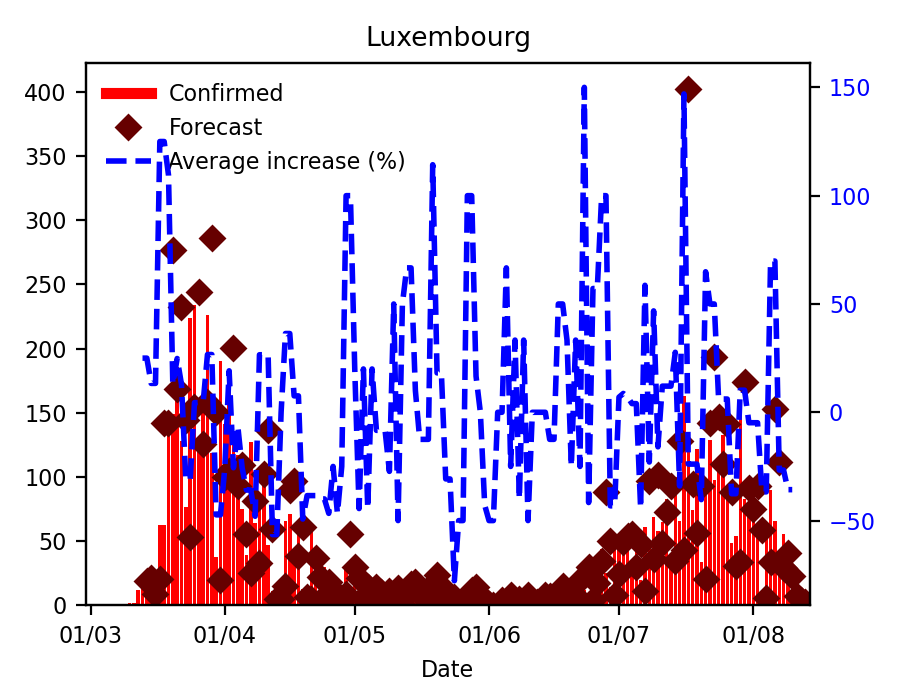 Luxembourg
Confirmed
Forecast
Average increase (%)
400
350
300
250
200
150
100
50
0
150
100
50
0
−50
01/03 01/04 01/05 01/06 01/07 01/08
Date